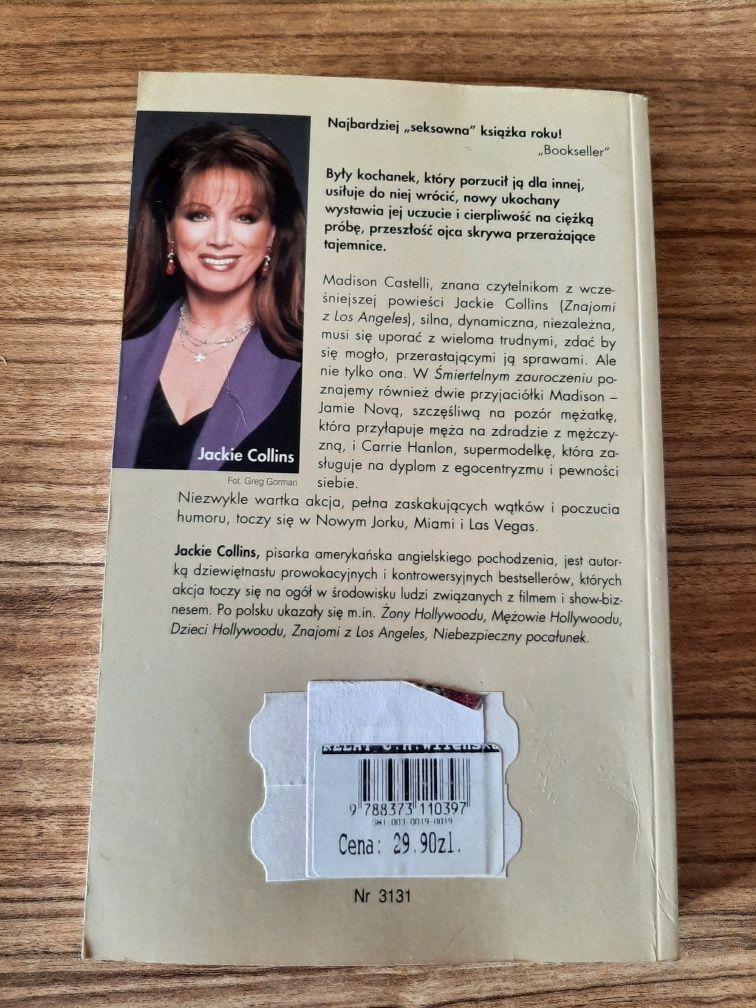 Najbardziej „seksowna” książka roku!
„Bookseller”
Były kochanek, który porzucił ją dla innej,
usiłuje do niej wrócić, nowy ukochany
wystawia jej uczucie i cierpliwość na ciężką
próbę, przeszłość ojca skrywa przerażające
tajemnice.
Madison Castelli, znana czytelnikom z wcze-
śniejszej powieści Jackie Collins (Znajomi
z Los Angeles), silna, dynamiczna, niezależna,
musi się uporać z wieloma trudnymi, zdać by
się mogło, przerastającymi ją sprawami. Ale
nie tylko ona. W Śmiertelnym zauroczeniu po-
znajemy również dwie przyjaciółki Madison –
Jamie Novą, szczęśliwą na pozór mężatkę,
która przyłapuje męża na zdradzie z mężczy-
zną, i Carrie Hanlon, supermodelkę, która za-
sługuje na dyplom z egocentryzmu i pewności
siebie.
Jackie Collins
Fot. Greg Gorman
Niezwykle wartka akcja, pełna zaskakujących wątków i poczucia
humoru, toczy się w Nowym Jorku, Miami i Las Vegas.
Jackie Collins, pisarka amerykańska angielskiego pochodzenia, jest autor-
ką dziewiętnastu prowokacyjnych i kontrowersyjnych bestsellerów, których
akcja toczy się na ogół w środowisku ludzi związanych z filmem i show-biz-
nesem. Po polsku ukazały się m.in. Żony Hollywoodu, Mężowie Hollywoodu,
Dzieci Hollywoodu, Znajomi z Los Angeles, Niebezpieczny pocałunek.
9 788373 110397
SH1-003-0019-0019
Cena: 29.90zl.
Nr 3131